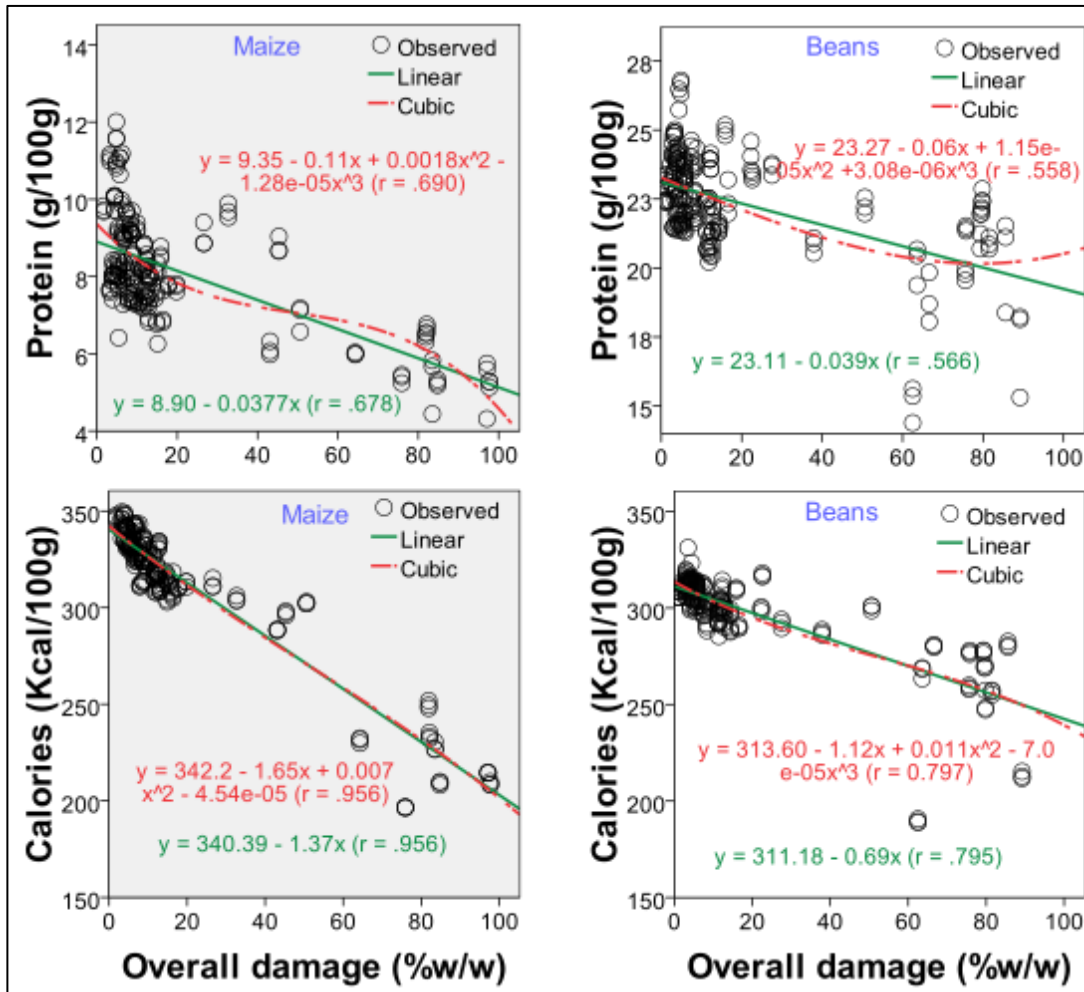 Maize
Observed
Linear
Cubic
y = 9.35 - 0.11x + 0.0018x^2 -
1.28e-05x^3 (r = .690)
y = 8.90 - 0.0377x (r = .678)
Protein (g/100g)
14
12
10
8
6
4
0 20 40 60 80 100
Beans
Observed
Linear
Cubic
y = 23.27 - 0.06x + 1.15e-
05x^2 +3.08e-06x^3 (r = .558)
y = 23.11 - 0.039x (r = .566)
Protein (g/100g)
28
25
23
20
18
15
0 20 40 60 80 100
Maize
Observed
Linear
Cubic
y = 342.2 - 1.65x + 0.007
x^2 - 4.54e-05 (r = .956)
y = 340.39 - 1.37x (r = .956)
Calories (Kcal/100g)
350
300
250
200
150
0 20 40 60 80 100
Overall damage (%w/w)
Beans
Observed
Linear
Cubic
y = 313.60 - 1.12x + 0.011x^2 - 7.0
e-05x^3 (r = 0.797)
y = 311.18 - 0.69x (r = .795)
Calories (Kcal/100g)
350
300
250
200
150
0 20 40 60 80 100
Overall damage (%w/w)